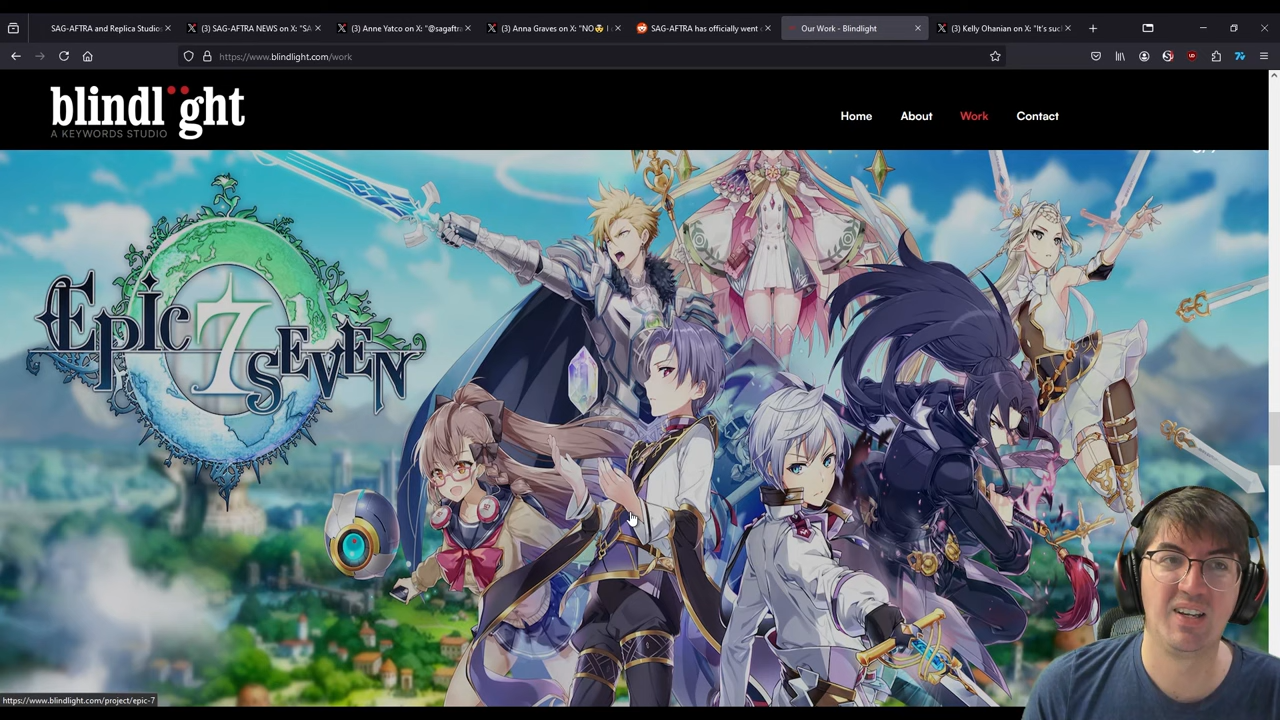 SAG-AFTRA and Replica Studio
(3) SAG-AFTRA NEWS on X: "SA
(3) Anne Yatco on X: "@sagaftra
(3) Anna Graves on X: "NO
SAG-AFTRA has officially went
Our Work - Blindlight
(3) Kelly Ohanian on X: "It's such
https://www.blindlight.com/work
blindlight
A KEYWORDS STUDIO
Home
About
Work
Contact
Epic 7 Seven
https://www.blindlight.com/project/epic-7